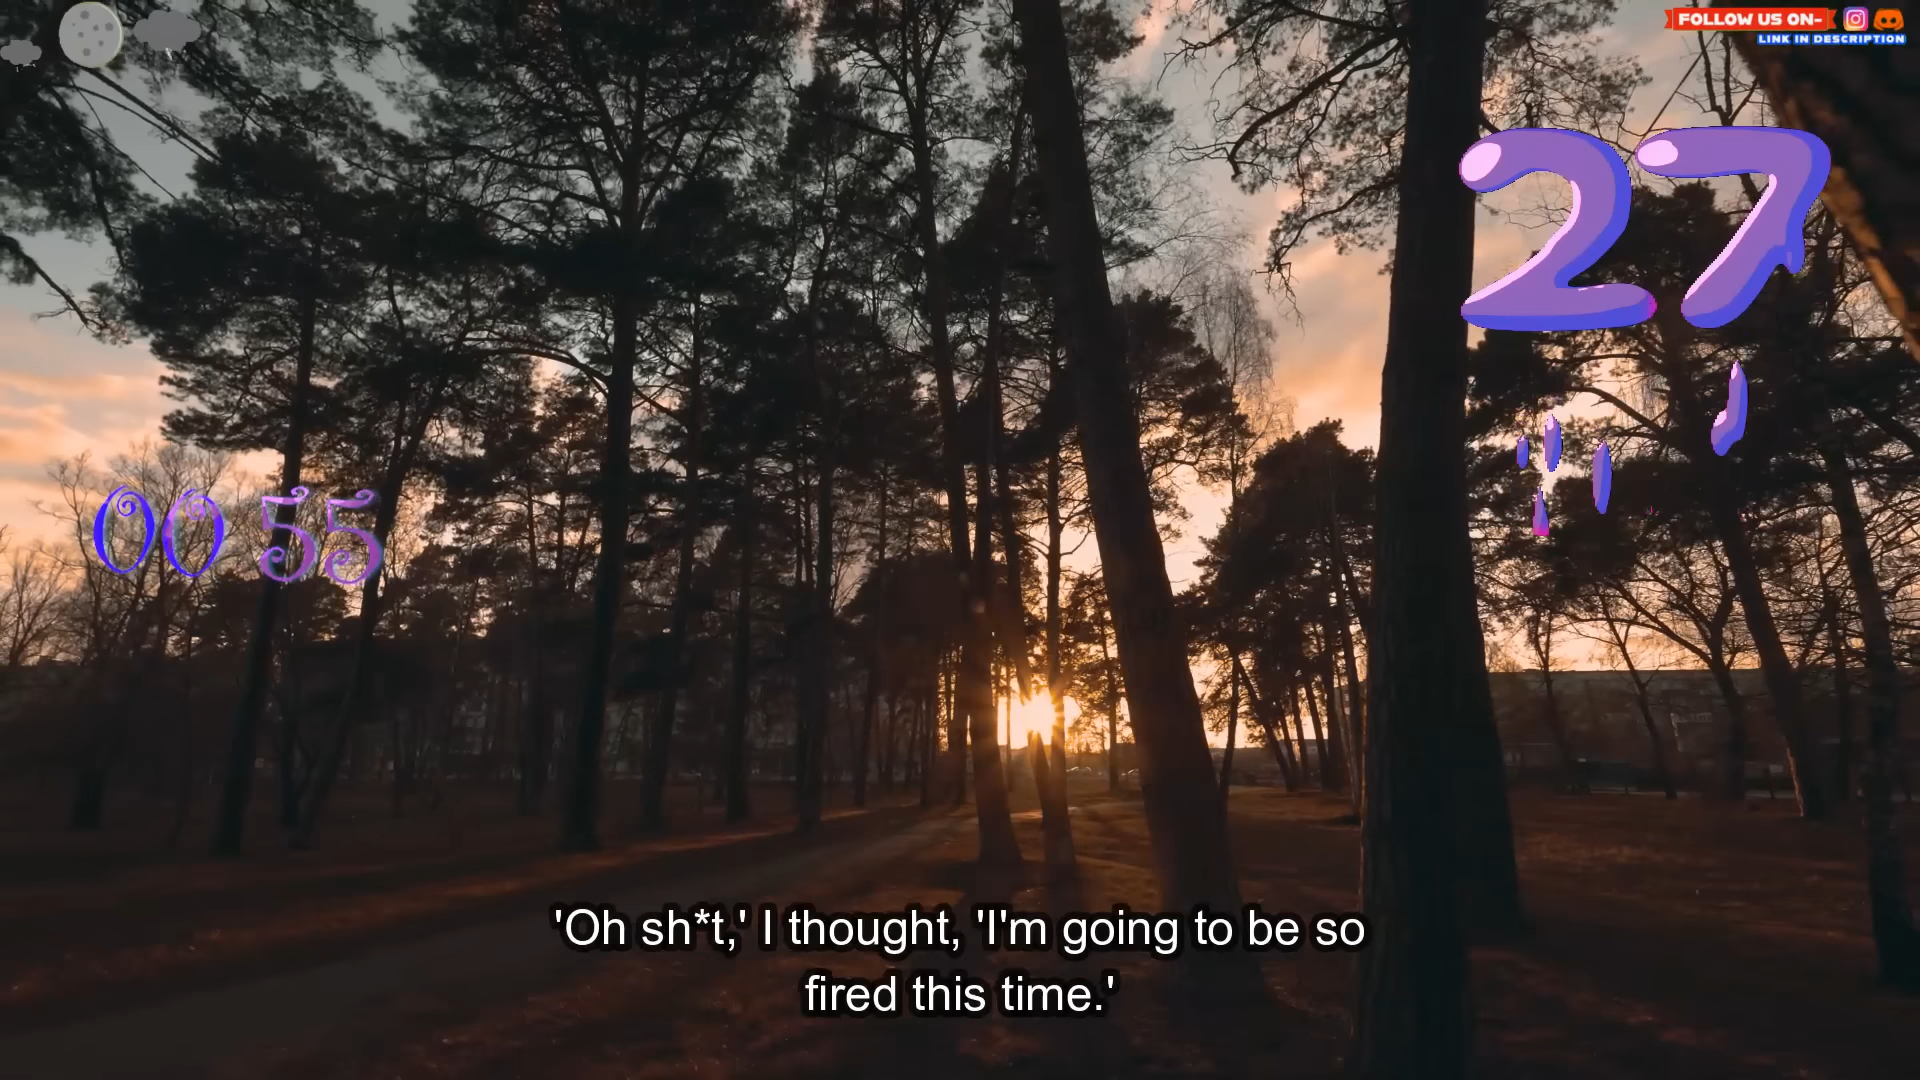 FOLLOW US ON-
LINK IN DESCRIPTION
27
00 55
'Oh sh*t,' I thought, 'I'm going to be so
fired this time.'